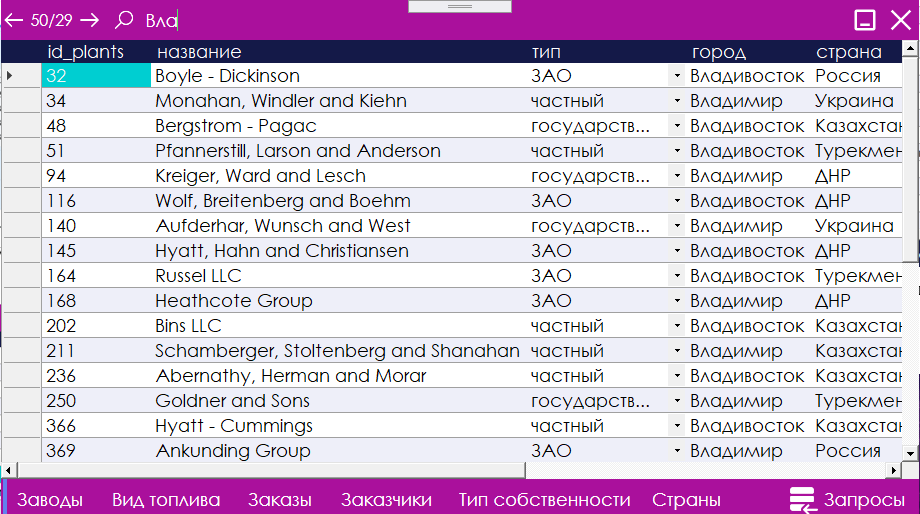 50/29 Вла
id_plants название тип город страна
32 Boyle - Dickinson ЗАО Владивосток Россия
34 Monahan, Windler and Kiehn частный Владимир Украина
48 Bergstrom - Pagac государств... Владивосток Казахстан
51 Pfannerstill, Larson and Anderson частный Владивосток Турекмен
94 Kreiger, Ward and Lesch государств... Владимир ДНР
116 Wolf, Breitenberg and Boehm ЗАО Владивосток ДНР
140 Aufderhar, Wunsch and West государств... Владимир Украина
145 Hyatt, Hahn and Christiansen ЗАО Владивосток ДНР
164 Russel LLC ЗАО Владивосток Турекмен
168 Heathcote Group ЗАО Владимир ДНР
202 Bins LLC частный Владивосток Казахстан
211 Schamberger, Stoltenberg and Shanahan частный Владимир Казахстан
236 Abernathy, Herman and Morar частный Владивосток Казахстан
250 Goldner and Sons государств... Владимир Турекмен
366 Hyatt - Cummings частный Владивосток Казахстан
369 Ankunding Group ЗАО Владимир Россия
Заводы Вид топлива Заказы Заказчики Тип собственности Страны Запросы